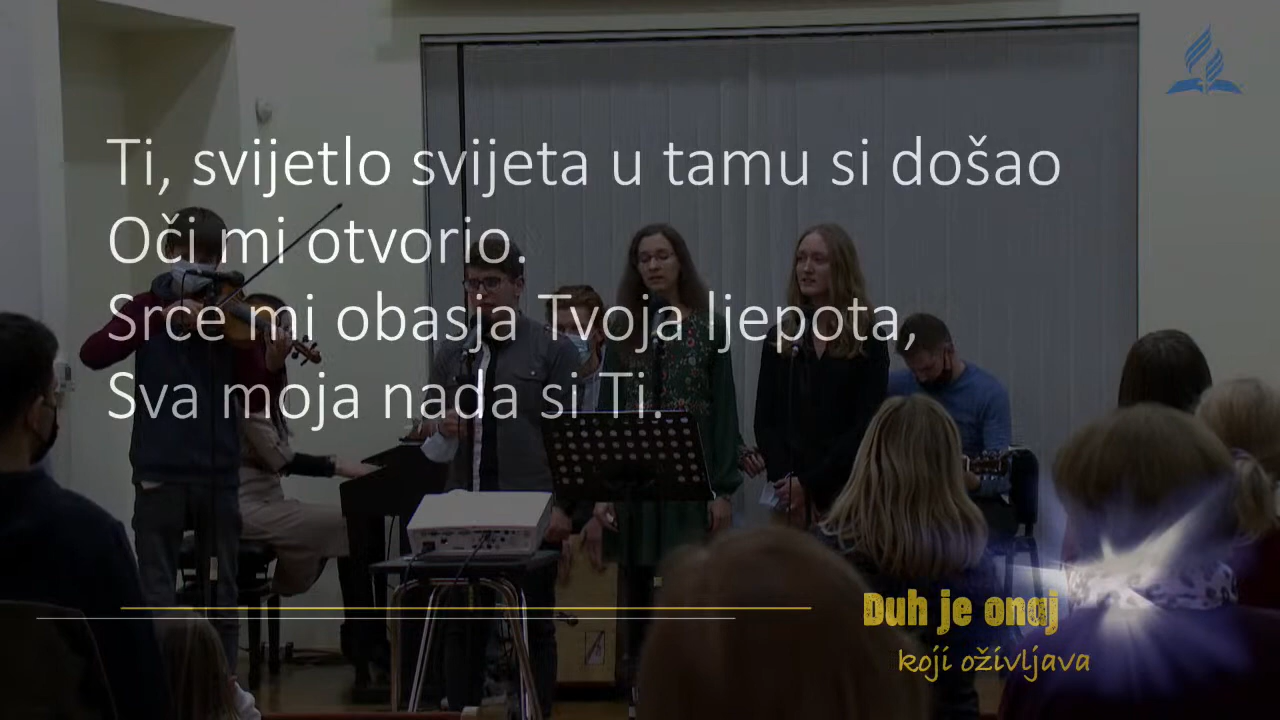 Ti, svijetlo svijeta u tamu si došao
Oči mi otvorio.
Srce mi obasja Tvoja ljepota,
Sva moja nada si Ti.
Duh je onaj
koji oživljava